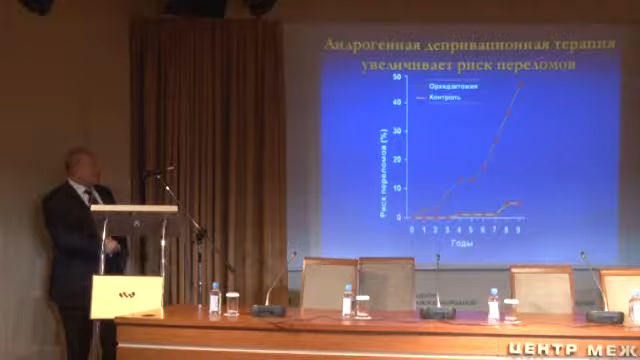 Андрогенная депривационная терапия
увеличивает риск переломов
50
Орхидэктомия
40
Контроль
30
20
10
0
Риск переломов (%)
0 1 2 3 4 5 6 7 8 9
Годы
ЦЕНТР МЕЖ